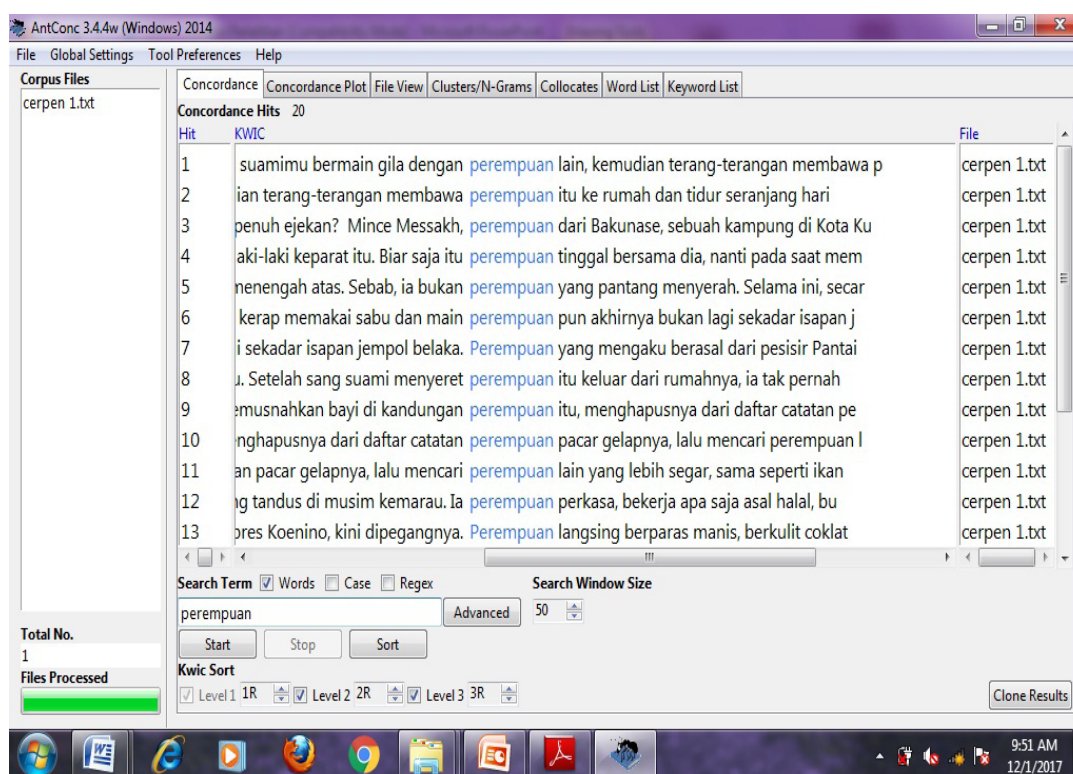 AntConc 3.4.4w (Windows) 2014
File Global Settings Tool Preferences Help
Corpus Files
cerpen 1.txt
Concordance Concordance Plot File View Clusters/N-Grams Collocates Word List Keyword List
Concordance Hits 20
Hit KWIC File
1 suamimu bermain gila dengan perempuan lain, kemudian terang-terangan membawa p cerpen 1.txt
2 ian terang-terangan membawa perempuan itu ke rumah dan tidur seranjang hari cerpen 1.txt
3 penuh ejekan? Mince Messakh, perempuan dari Bakunase, sebuah kampung di Kota Ku cerpen 1.txt
4 aki-laki keparat itu. Biar saja itu perempuan tinggal bersama dia, nanti pada saat mem cerpen 1.txt
5 menengah atas. Sebab, ia bukan perempuan yang pantang menyerah. Selama ini, secar cerpen 1.txt
6 kerap memakai sabu dan main perempuan pun akhirnya bukan lagi sekadar isapan j cerpen 1.txt
7 i sekadar isapan jempol belaka. Perempuan yang mengaku berasal dari pesisir Pantai cerpen 1.txt
8 u. Setelah sang suami menyeret perempuan itu keluar dari rumahnya, ia tak pernah cerpen 1.txt
9 emusnahkan bayi di kandungan perempuan itu, menghapusnya dari daftar catatan pe cerpen 1.txt
10 enghapusnya dari daftar catatan perempuan pacar gelapnya, lalu mencari perempuan l cerpen 1.txt
11 an pacar gelapnya, lalu mencari perempuan lain yang lebih segar, sama seperti ikan cerpen 1.txt
12 ng tandus di musim kemarau. Ia perempuan perkasa, bekerja apa saja asal halal, bu cerpen 1.txt
13 pres Koenino, kini dipegangnya. Perempuan langsing berparas manis, berkulit coklat cerpen 1.txt
Search Term Words Case Regex Search Window Size
perempuan Advanced 50
Start Stop Sort
Total No.
1
Files Processed
Kwic Sort
Level 1 1R Level 2 2R Level 3 3R
Clone Results
9:51 AM
12/1/2017